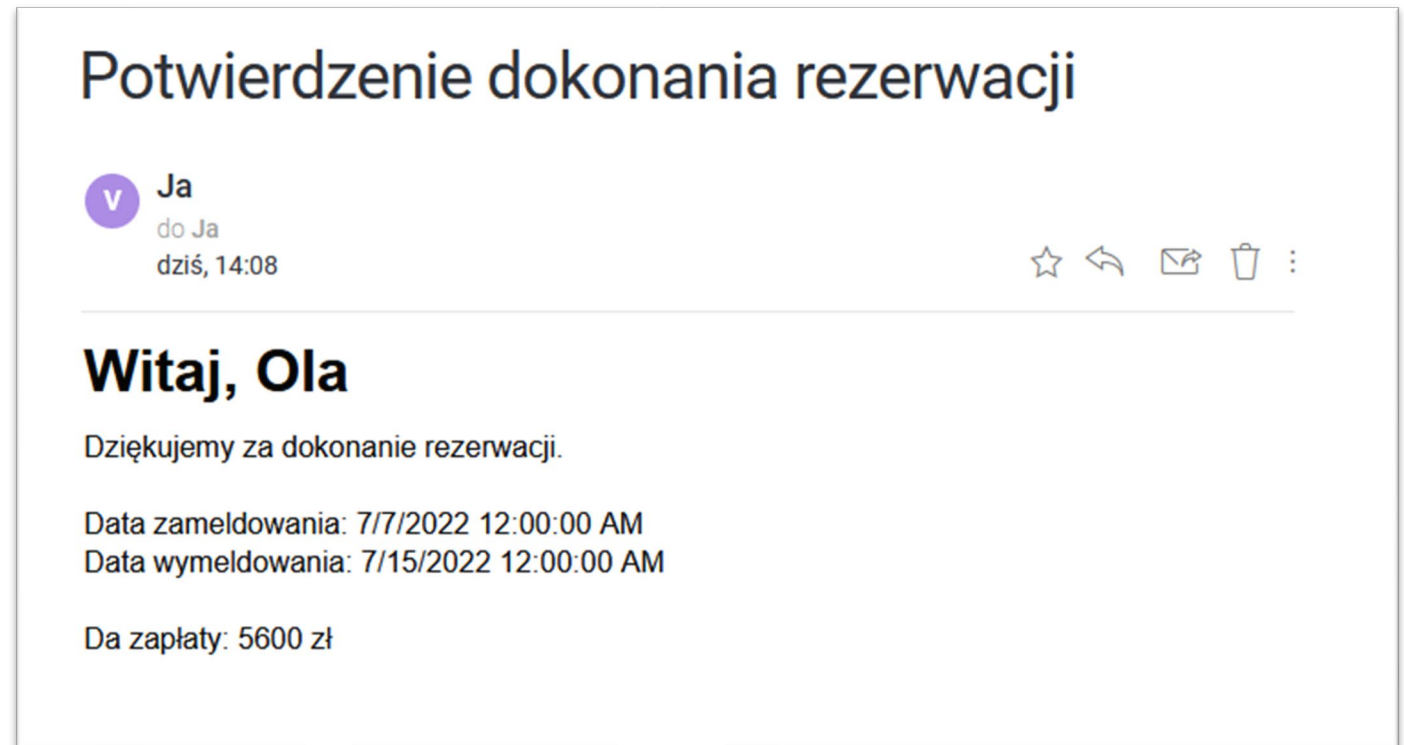 Potwierdzenie dokonania rezerwacji
V
Ja
do Ja
dziś, 14:08
Witaj, Ola
Dziękujemy za dokonanie rezerwacji.
Data zameldowania: 7/7/2022 12:00:00 AM
Data wymeldowania: 7/15/2022 12:00:00 AM
Da zapłaty: 5600 zł